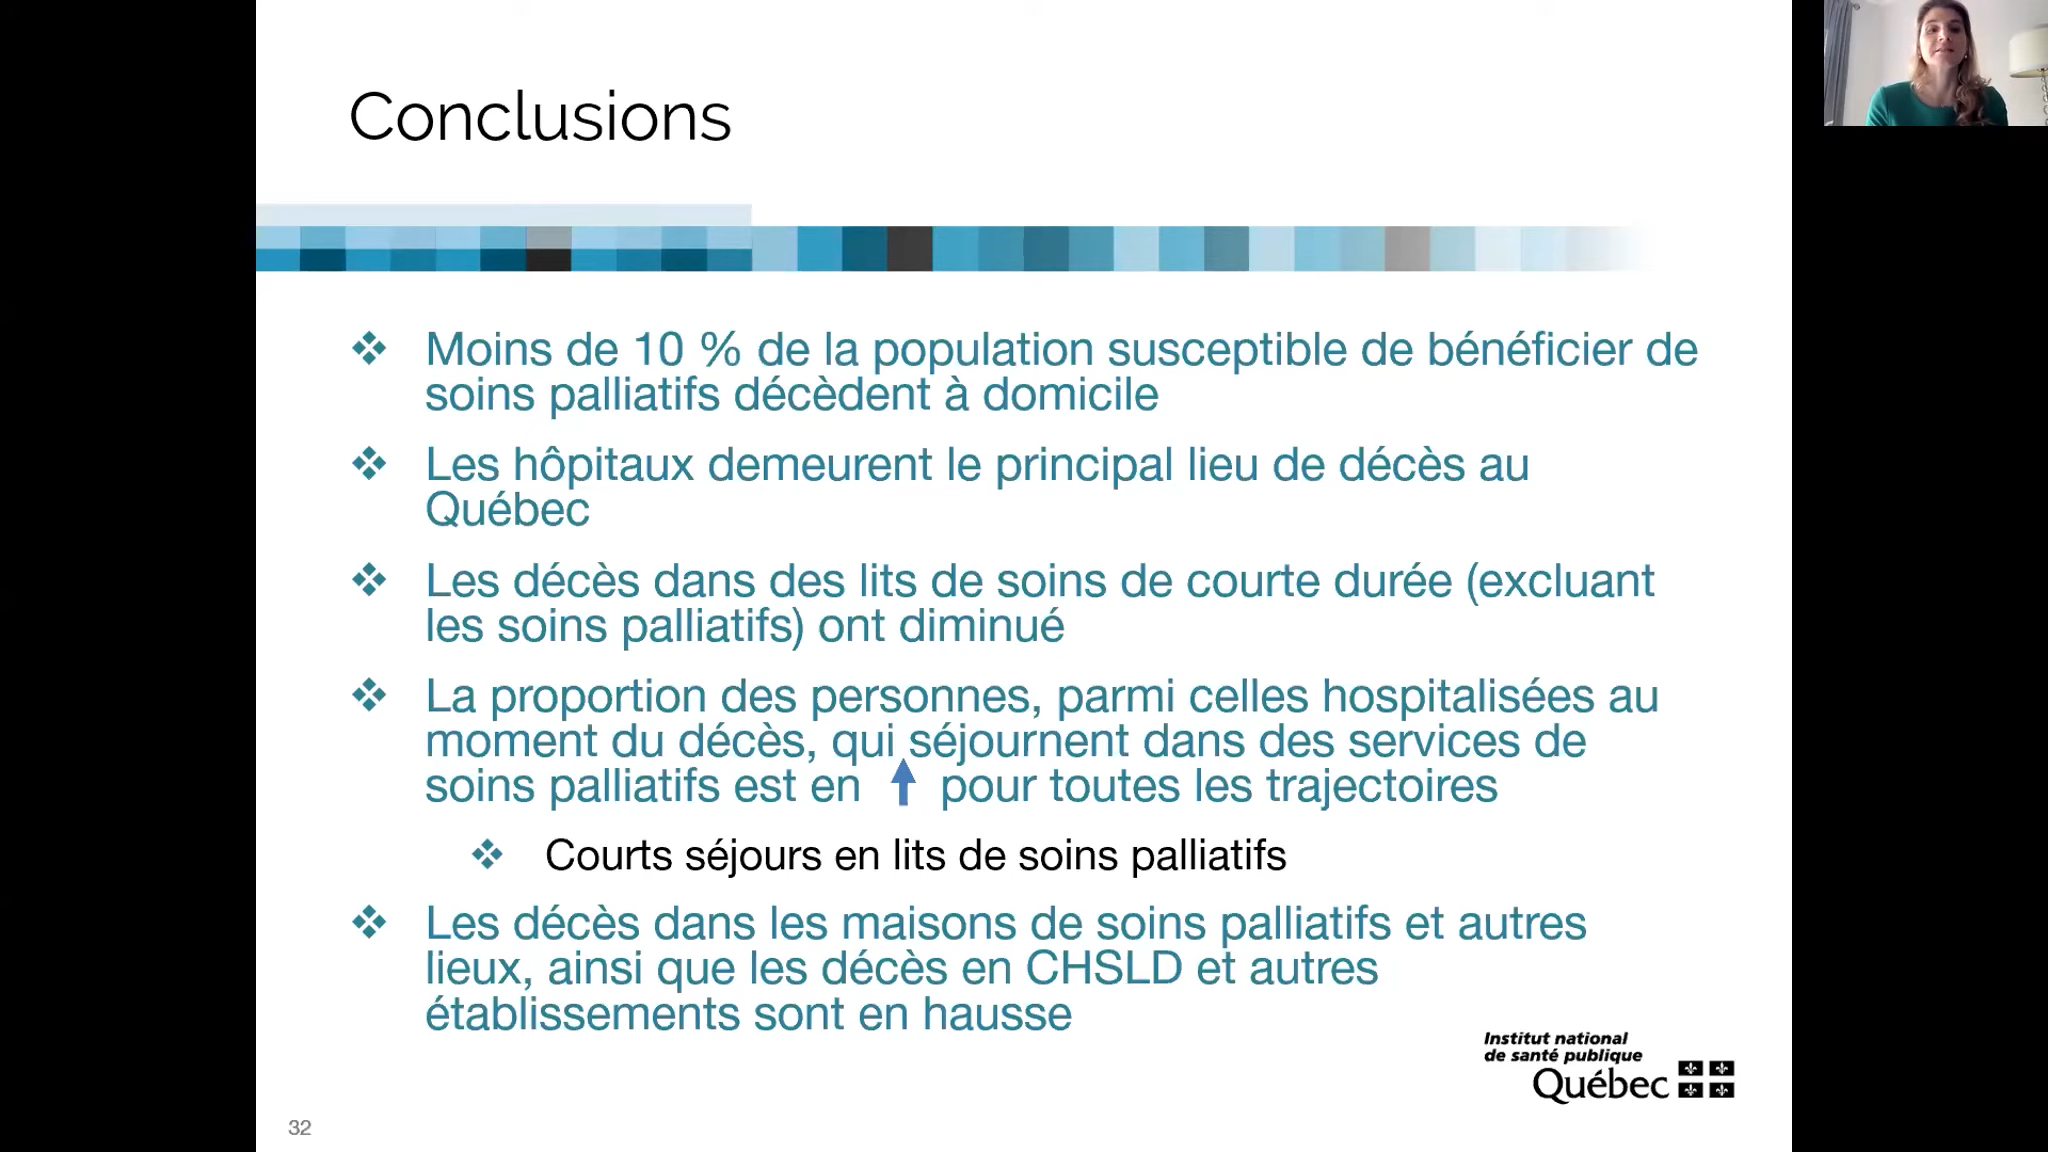 Conclusions
❖ Moins de 10 % de la population susceptible de bénéficier de
soins palliatifs décèdent à domicile
❖ Les hôpitaux demeurent le principal lieu de décès au
Québec
❖ Les décès dans des lits de soins de courte durée (excluant
les soins palliatifs) ont diminué
❖ La proportion des personnes, parmi celles hospitalisées au
moment du décès, qui séjournent dans des services de
soins palliatifs est en ⬆ pour toutes les trajectoires
❖ Courts séjours en lits de soins palliatifs
❖ Les décès dans les maisons de soins palliatifs et autres
lieux, ainsi que les décès en CHSLD et autres
établissements sont en hausse
Institut national
de santé publique
Québec
32